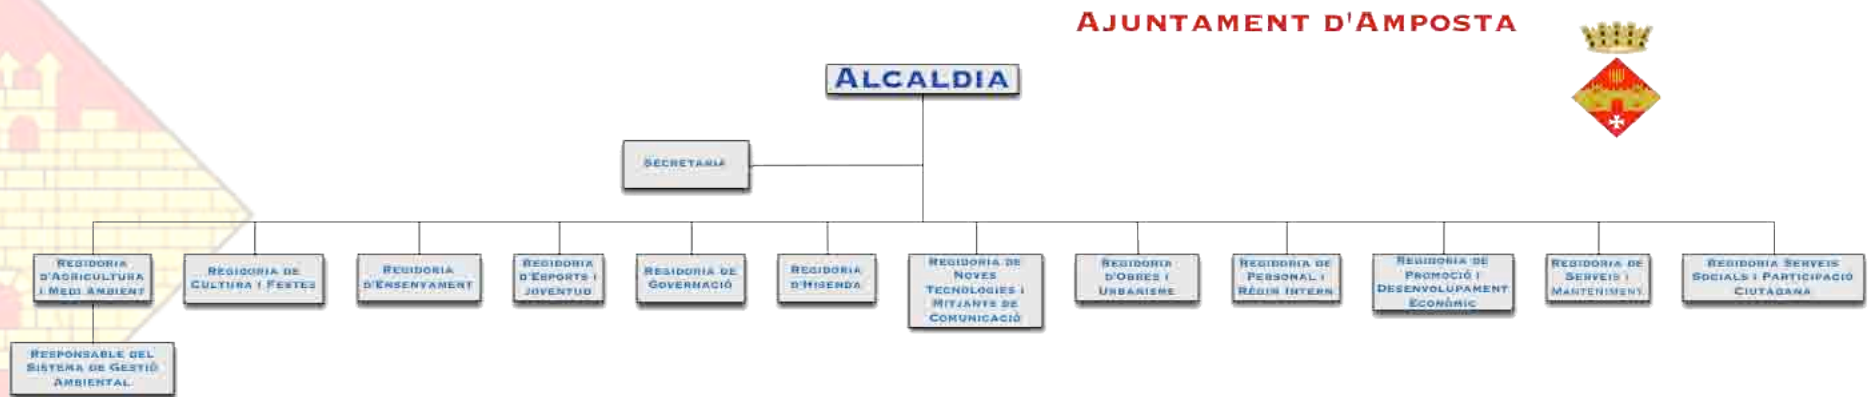 AJUNTAMENT D'AMPOSTA
ALCALDIA
SECRETARIA
REGIDORIA
D'AGRICULTURA
I MEDI AMBIENT
REGIDORIA DE
CULTURA I FESTES
REGIDORIA
D'ENSENYAMENT
REGIDORIA
D'ESPORTS I
JOVENTUD
REGIDORIA DE
GOVERNACIÓ
REGIDORIA
D'HISENDA
REGIDORIA DE
NOVES
TECNOLOGIES I
MITJANTS DE
COMUNICACIÓ
REGIDORIA
D'OBRES I
URBANISME
REGIDORIA DE
PERSONAL I
RÈGIM INTERN
REGIDORIA DE
PROMOCIÓ I
DESENVOLUPAMENT
ECONÒMIC
REGIDORIA DE
SERVEIS I
MANTENIMENT
REGIDORIA SERVEIS
SOCIALS I PARTICIPACIÓ
CIUTADANA
RESPONSABLE DEL
SISTEMA DE GESTIÓ
AMBIENTAL